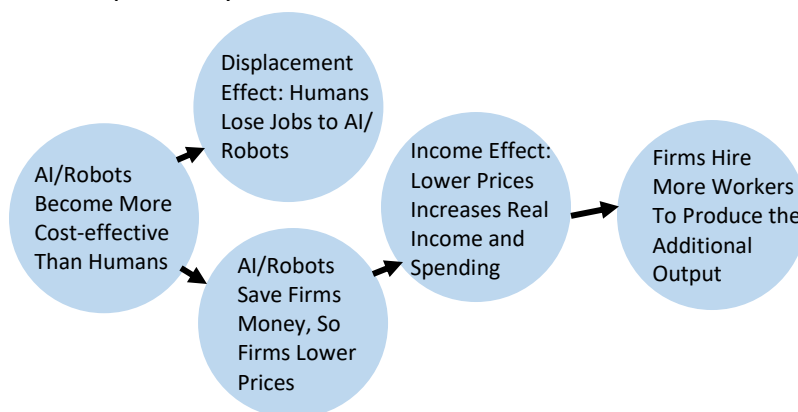 Displacement
Effect: Humans
Lose Jobs to AI/
Robots
AI/Robots
Become More
Cost-effective
Than Humans
AI/Robots
Save Firms
Money, So
Firms Lower
Prices
Income Effect:
Lower Prices
Increases Real
Income and
Spending
Firms Hire
More Workers
To Produce the
Additional
Output